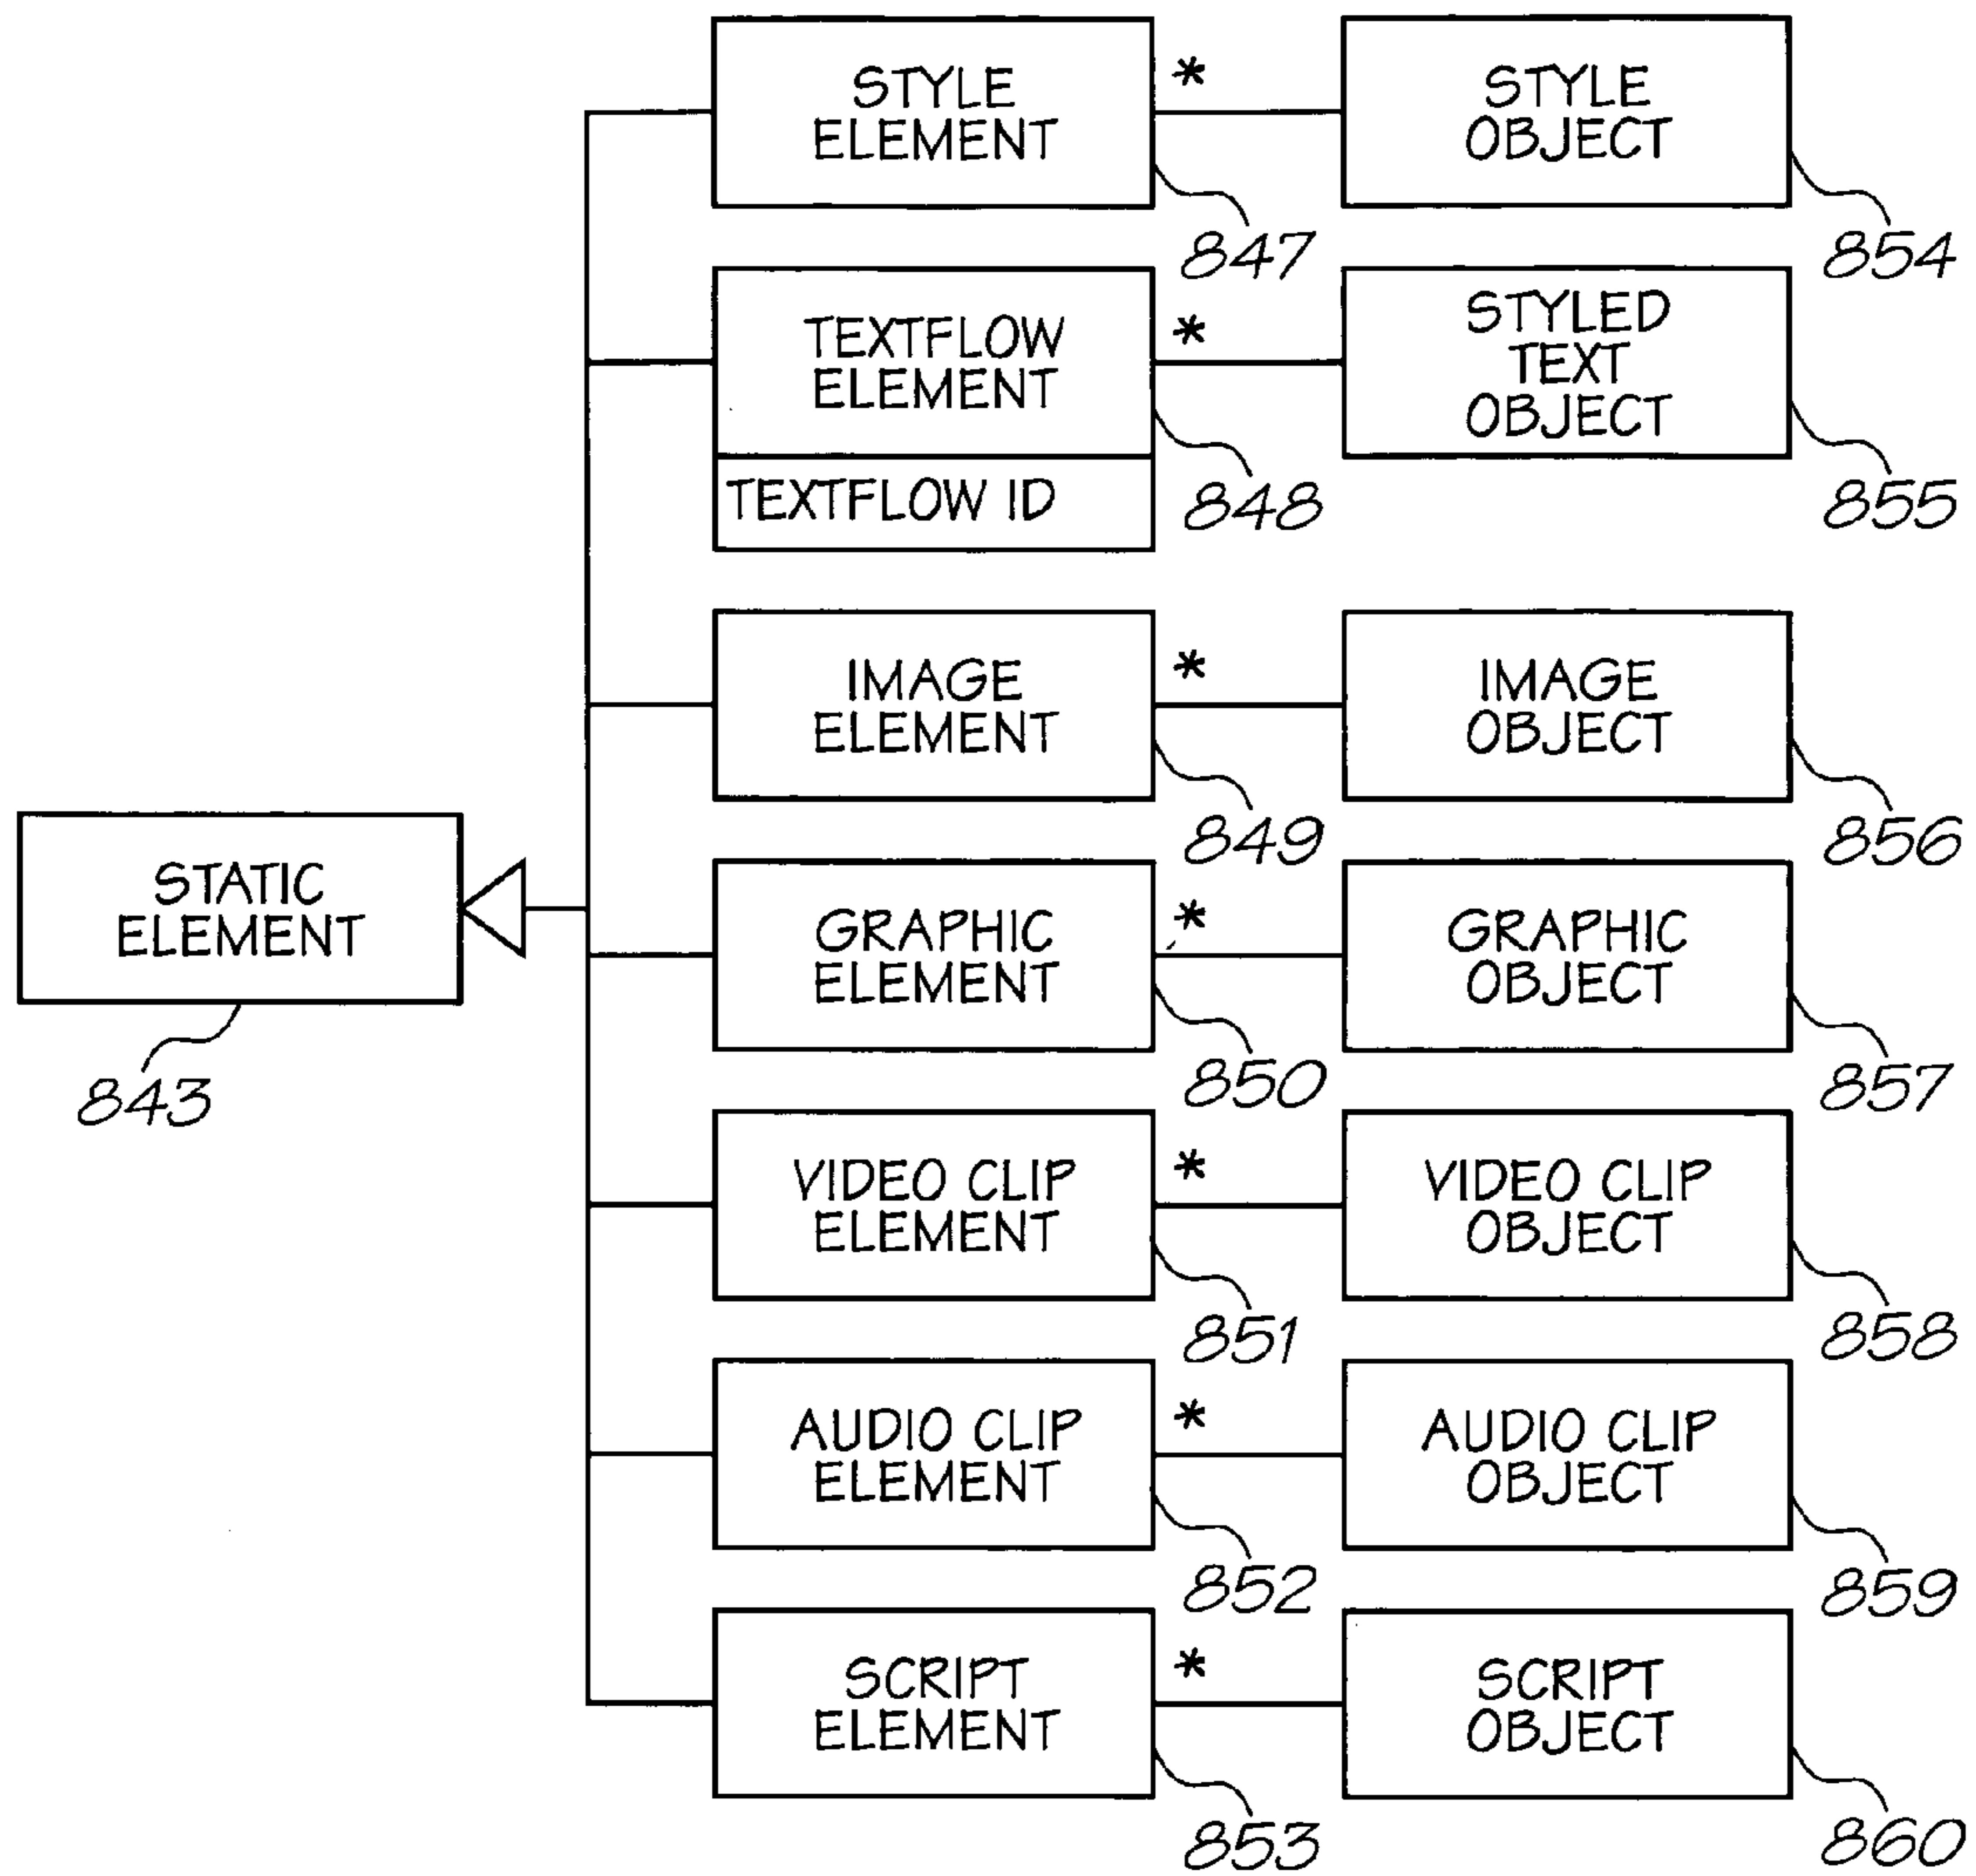 STYLE
ELEMENT
*
STYLE
OBJECT
847
854
TEXTFLOW
ELEMENT
TEXTFLOW ID
*
STYLED
TEXT
OBJECT
848
855
IMAGE
ELEMENT
*
IMAGE
OBJECT
849
856
STATIC
ELEMENT
843
GRAPHIC
ELEMENT
*
GRAPHIC
OBJECT
850
857
VIDEO CLIP
ELEMENT
*
VIDEO CLIP
OBJECT
851
858
AUDIO CLIP
ELEMENT
*
AUDIO CLIP
OBJECT
852
859
SCRIPT
ELEMENT
*
SCRIPT
OBJECT
853
860